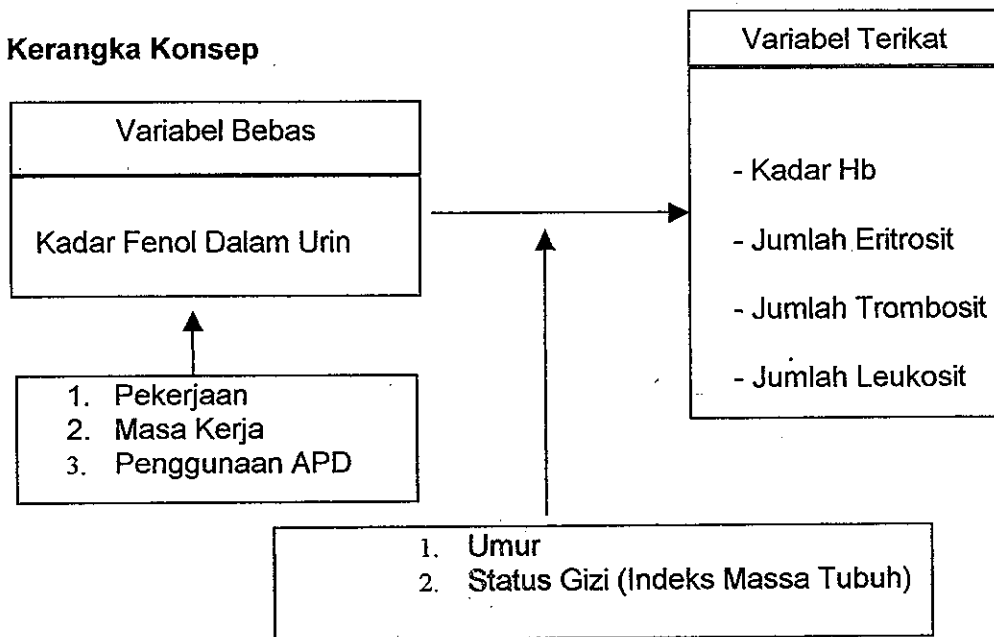 Kerangka Konsep
Variabel Bebas
Kadar Fenol Dalam Urin
1. Pekerjaan
2. Masa Kerja
3. Penggunaan APD
Variabel Terikat
- Kadar Hb
- Jumlah Eritrosit
- Jumlah Trombosit
- Jumlah Leukosit
1. Umur
2. Status Gizi (Indeks Massa Tubuh)